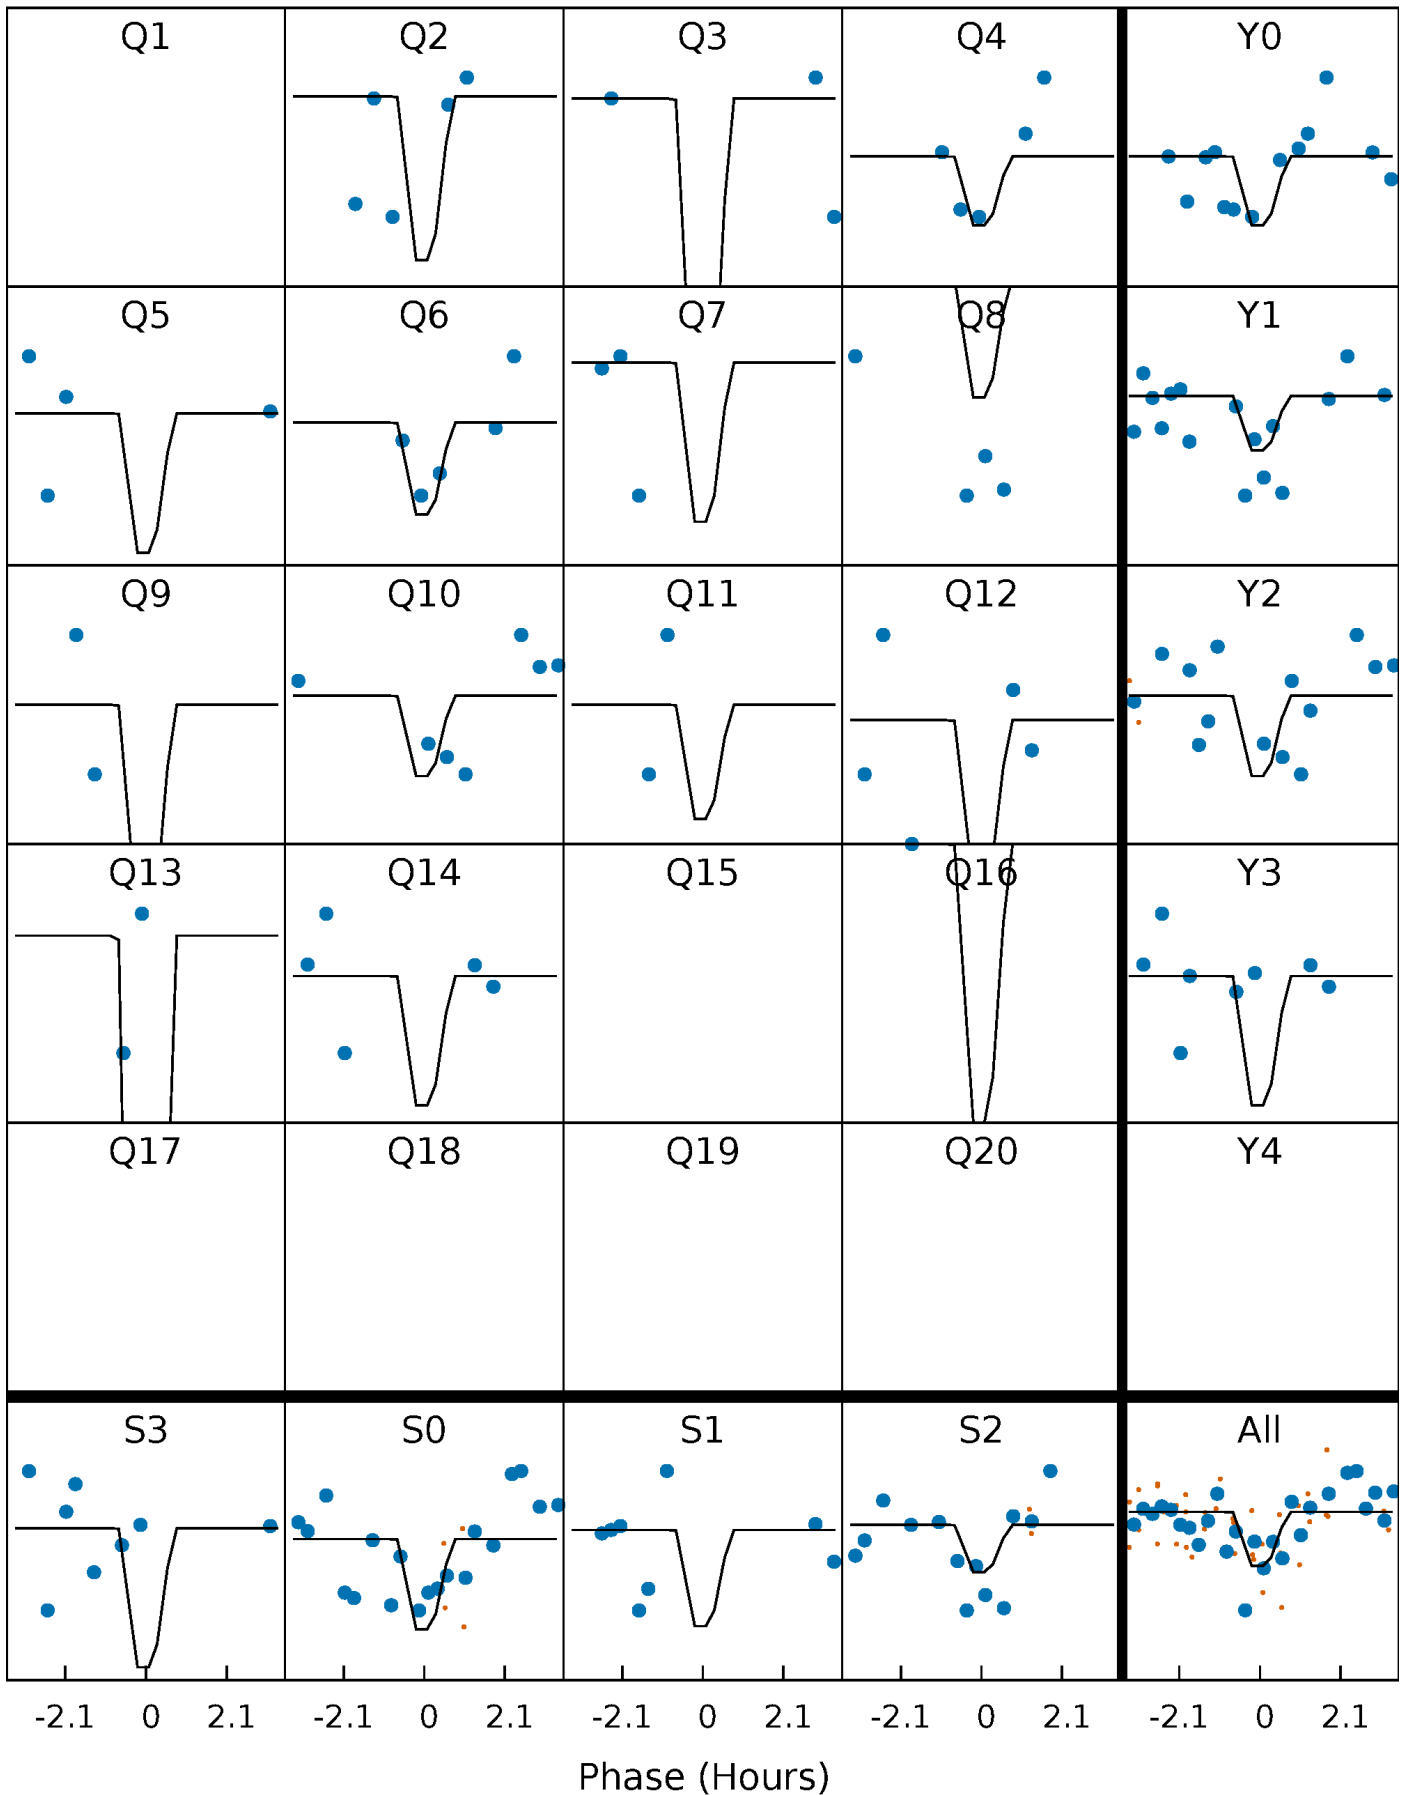 Q1 Q2 Q3 Q4 Y0
Q5 Q6 Q7 Q8 Y1
Q9 Q10 Q11 Q12 Y2
Q13 Q14 Q15 Q16 Y3
Q17 Q18 Q19 Q20 Y4
S3 S0 S1 S2 All
-2.1 0 2.1 -2.1 0 2.1 -2.1 0 2.1 -2.1 0 2.1 -2.1 0 2.1
Phase (Hours)